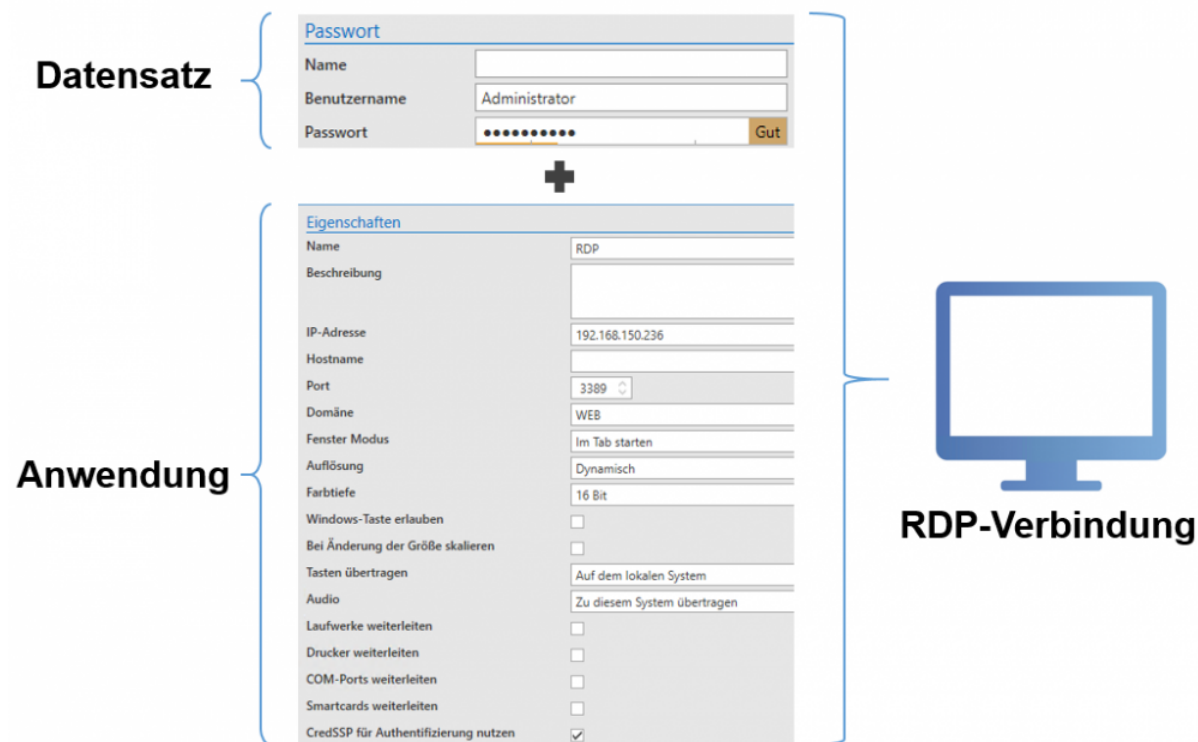 Datensatz
Passwort
Name
Benutzername Administrator
Passwort ●●●●●●●●●● Gut
Anwendung
Eigenschaften
Name RDP
Beschreibung
IP-Adresse 192.168.150.236
Hostname
Port 3389
Domäne WEB
Fenster Modus Im Tab starten
Auflösung Dynamisch
Farbtiefe 16 Bit
Windows-Taste erlauben
Bei Änderung der Größe skalieren
Tasten übertragen Auf dem lokalen System
Audio Zu diesem System übertragen
Laufwerke weiterleiten
Drucker weiterleiten
COM-Ports weiterleiten
Smartcards weiterleiten
CredSSP für Authentifizierung nutzen
RDP-Verbindung